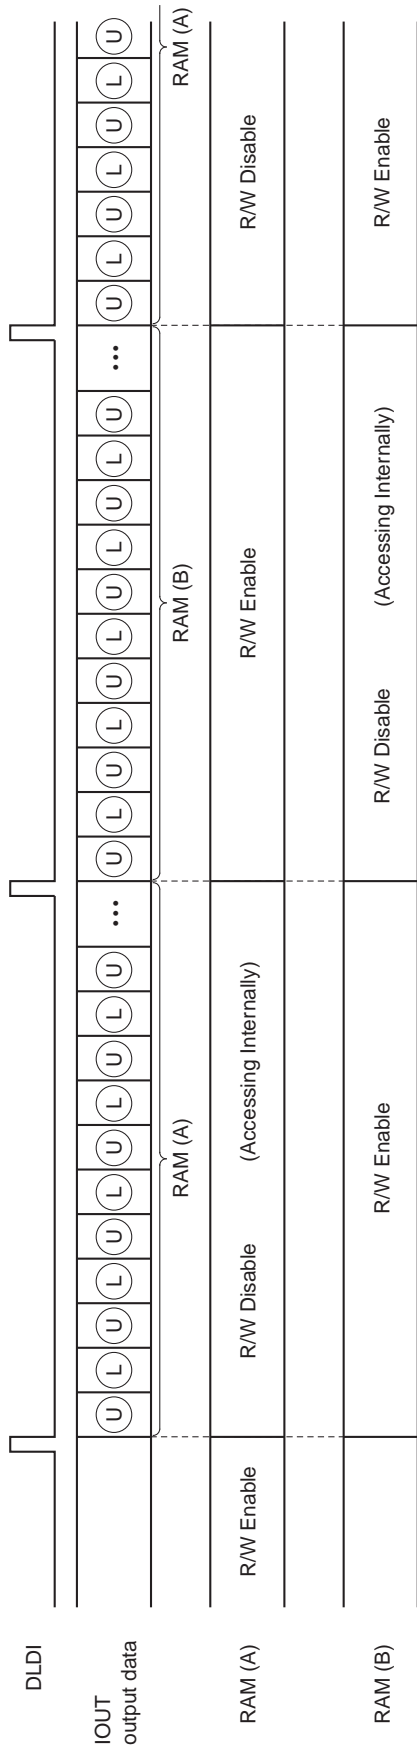 DLDI
IOUT
output data
U L U L U L U L U L U ... U L U L U L U L U L U ... U L U L U L U
RAM (A) RAM (B) RAM (A)
RAM (A) R/W Enable R/W Disable (Accessing Internally) R/W Enable R/W Disable
RAM (B) R/W Enable R/W Disable (Accessing Internally) R/W Enable